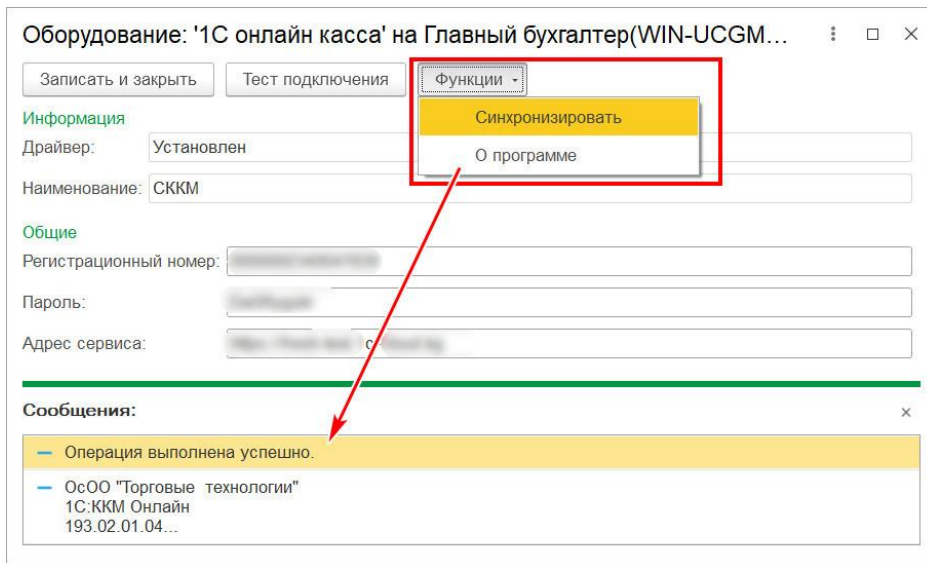 Оборудование: '1С онлайн касса' на Главный бухгалтер(WIN-UCGM...
Записать и закрыть Тест подключения Функции
Синхронизировать
О программе
Информация
Драйвер: Установлен
Наименование: СККМ
Общие
Регистрационный номер:
Пароль:
Адрес сервиса:
Сообщения:
Операция выполнена успешно.
ОсОО "Торговые технологии"
1С:ККМ Онлайн
193.02.01.04...